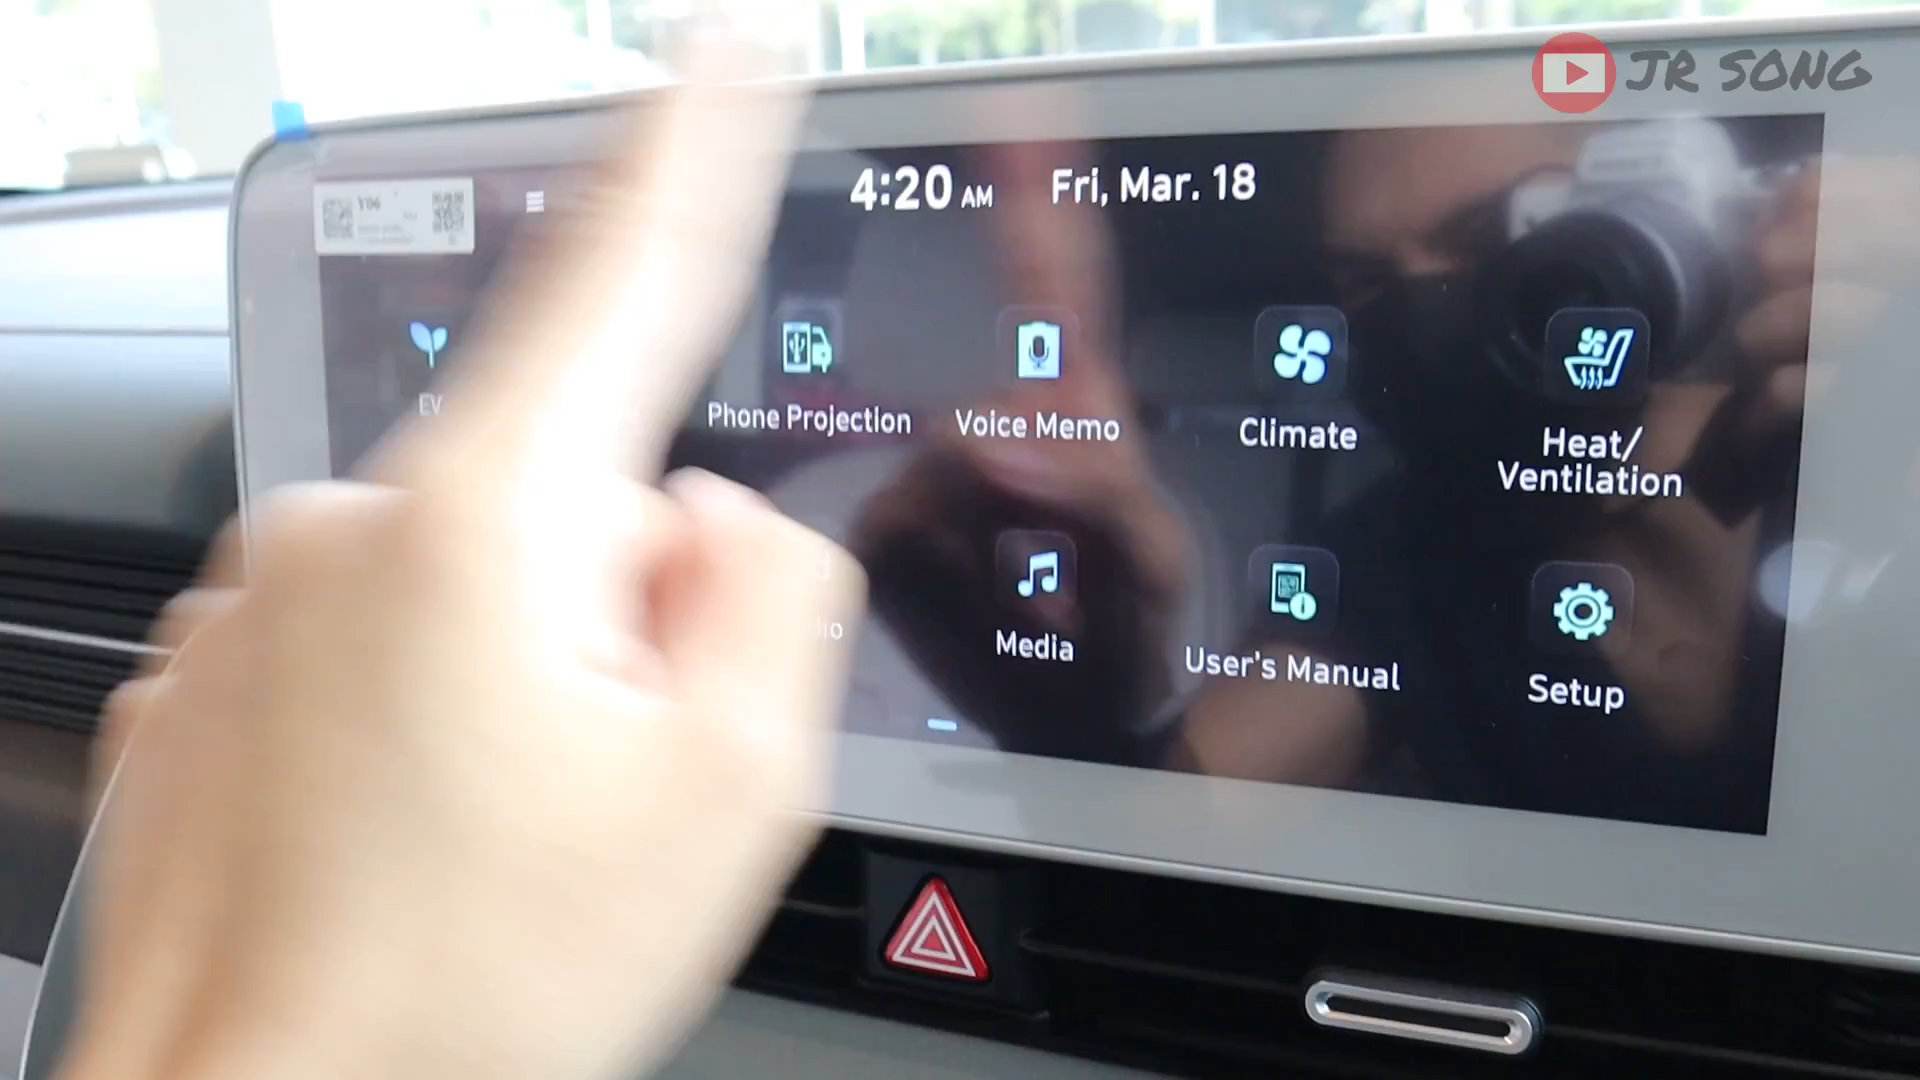 JR SONG
4:20 AM Fri, Mar. 18
EV
Phone Projection
Voice Memo
Climate
Heat/
Ventilation
Media
User's Manual
Setup